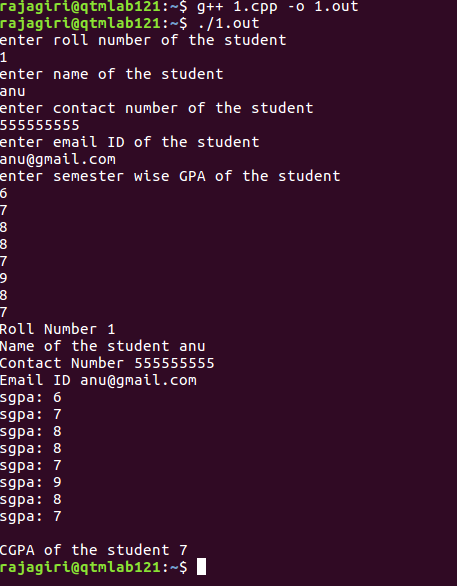 rajagiri@qtmlab121:~$ g++ 1.cpp -o 1.out
rajagiri@qtmlab121:~$ ./1.out
enter roll number of the student
1
enter name of the student
anu
enter contact number of the student
555555555
enter email ID of the student
anu@gmail.com
enter semester wise GPA of the student
6
7
8
8
7
9
8
7
Roll Number 1
Name of the student anu
Contact Number 555555555
Email ID anu@gmail.com
sgpa: 6
sgpa: 7
sgpa: 8
sgpa: 8
sgpa: 7
sgpa: 9
sgpa: 8
sgpa: 7
CGPA of the student 7
rajagiri@qtmlab121:~$